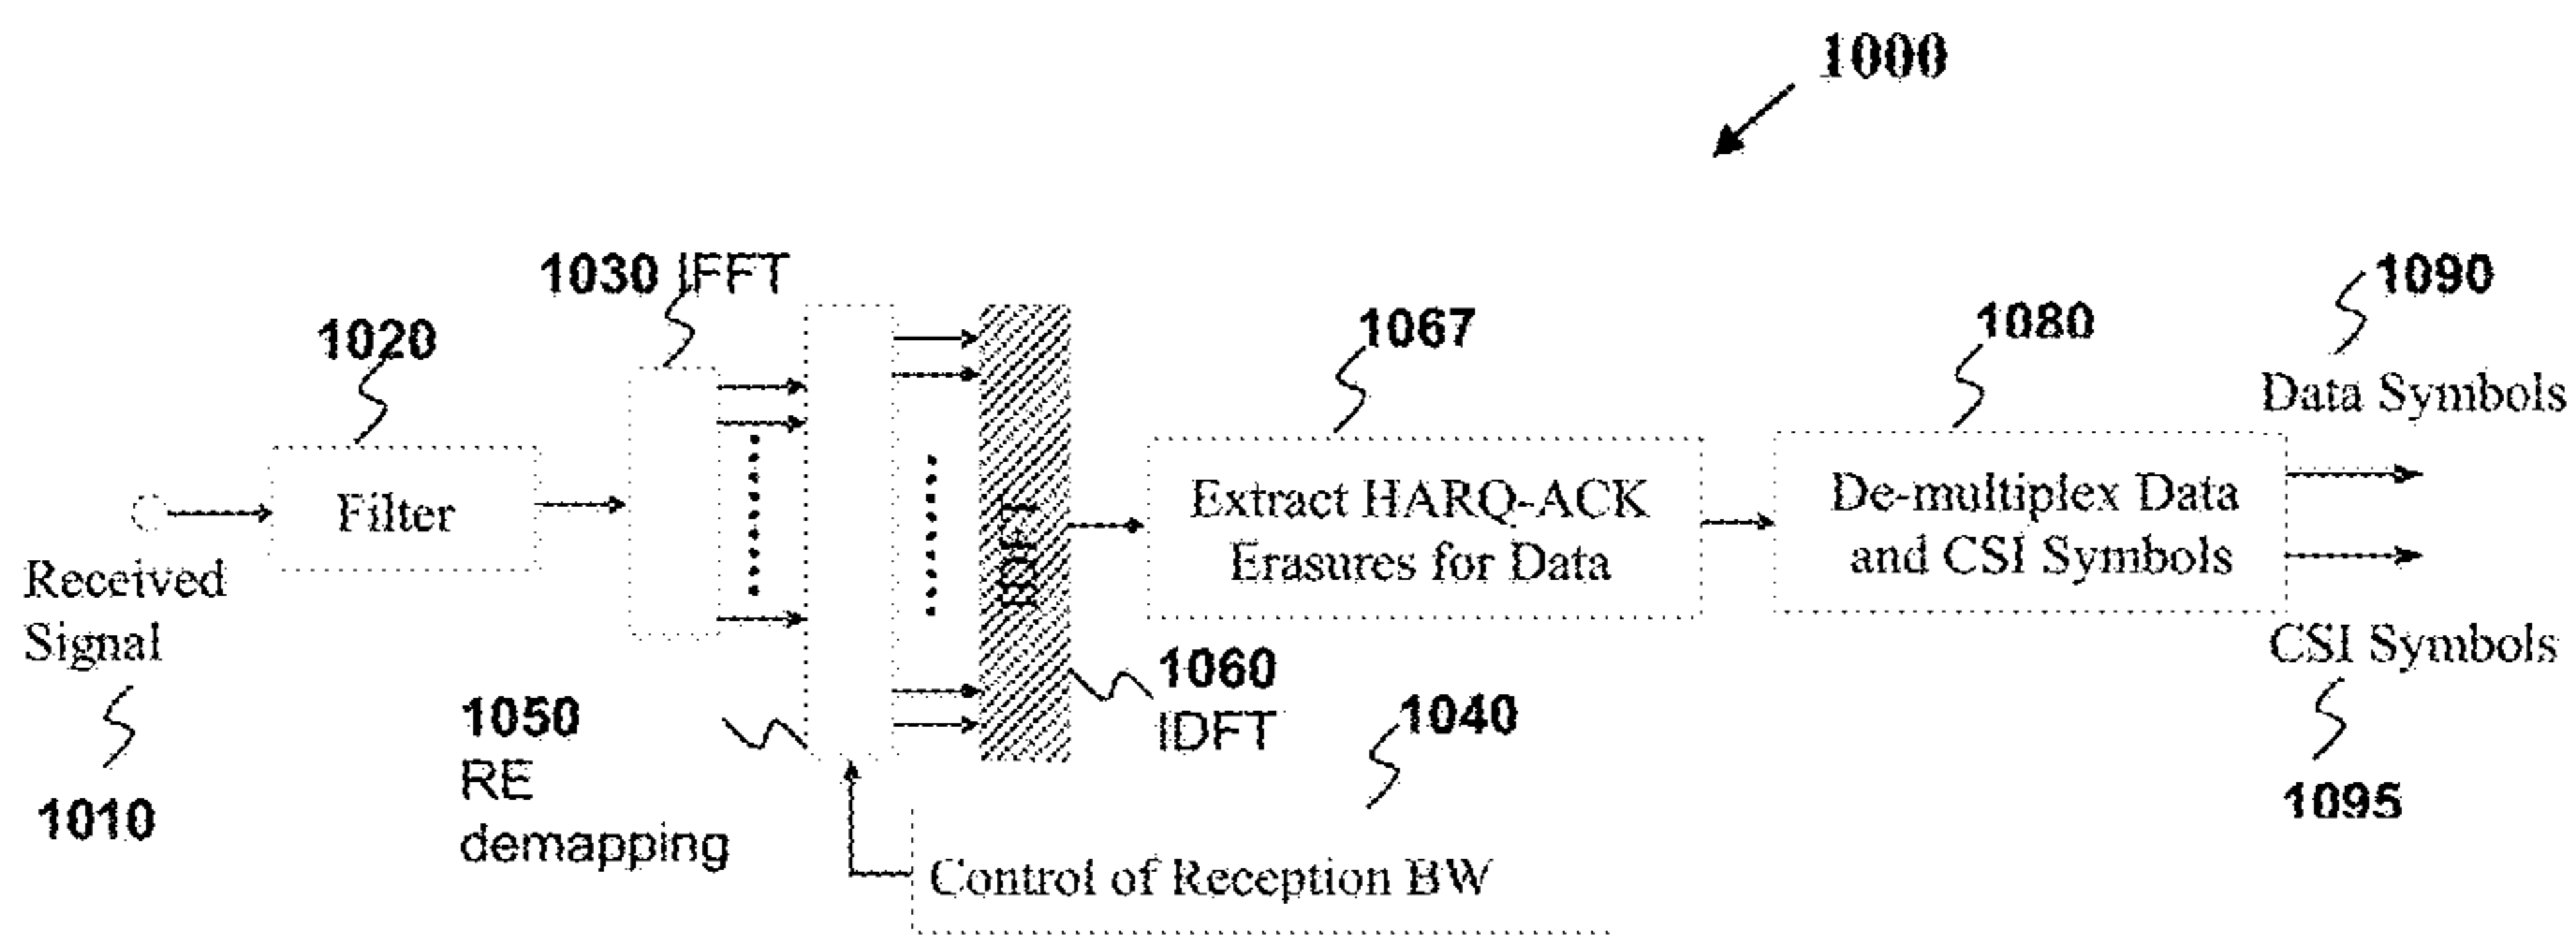 1000
1030 IFFT
1090
1020
1067
1080
Data Symbols
Filter
Extract HARQ-ACK
Erasures for Data
De-multiplex Data
and CSI Symbols
Received
Signal
CSI Symbols
1060
IDFT
1050
RE
demapping
1040
1010
1095
Control of Reception BW